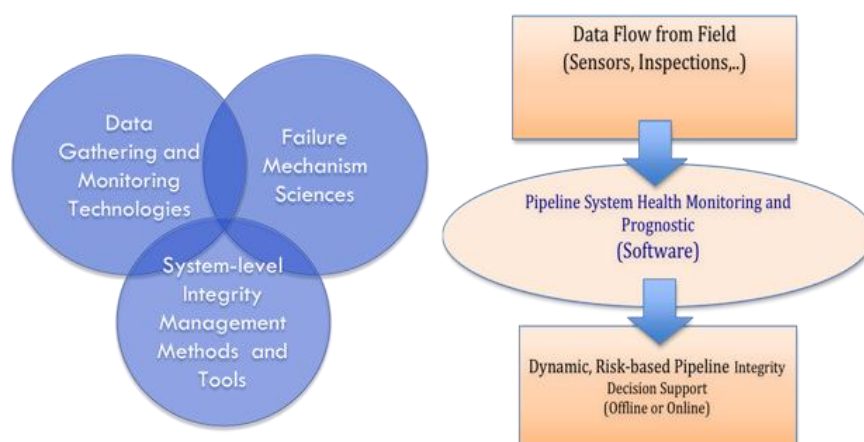 Data
Gathering and
Monitoring
Technologies
Failure
Mechanism
Sciences
System-level
Integrity
Management
Methods and
Tools
Data Flow from Field
(Sensors, Inspections,..)
Pipeline System Health Monitoring and
Prognostic
(Software)
Dynamic, Risk-based Pipeline Integrity
Decision Support
(Offline or Online)